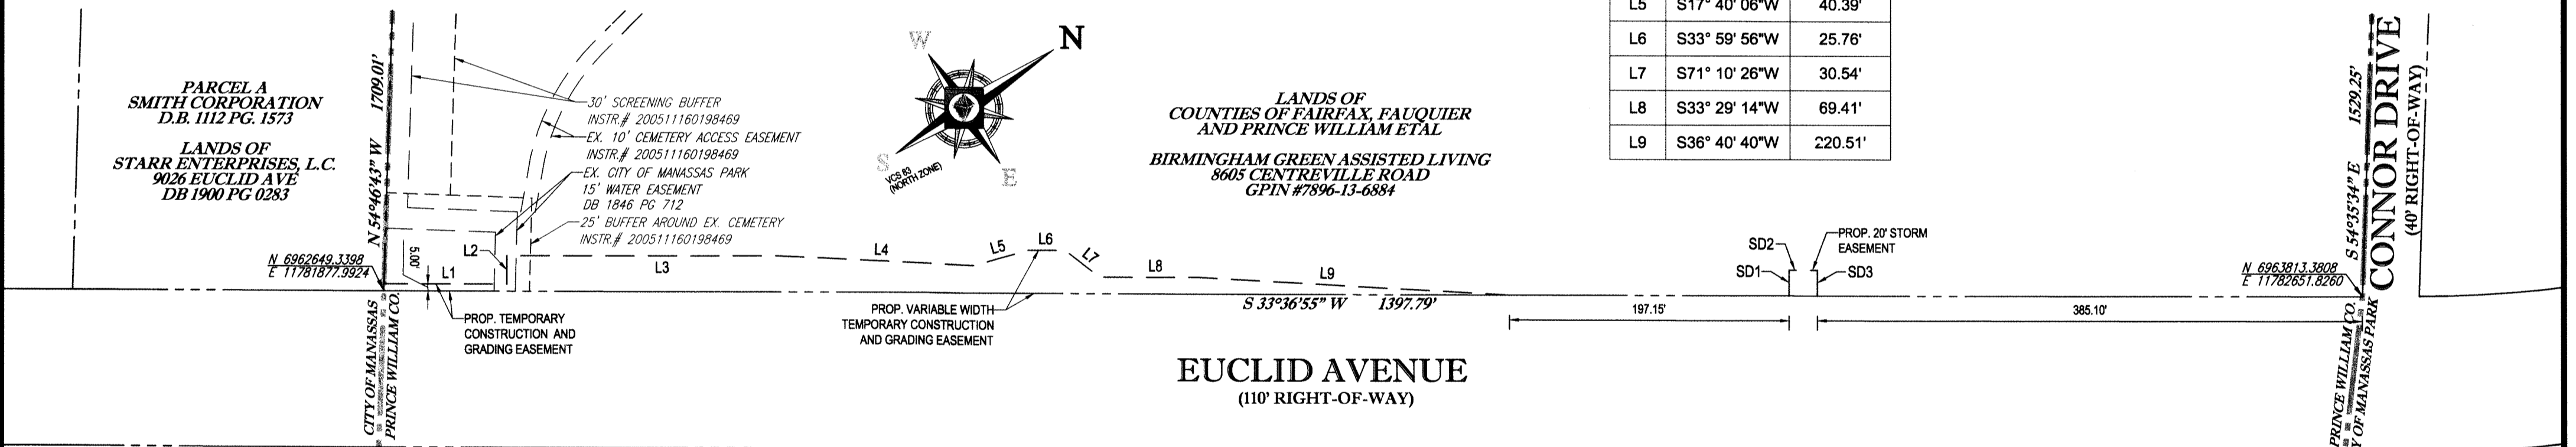 PARCEL A
SMITH CORPORATION
D.B. 1112 PG. 1573
LANDS OF
STARR ENTERPRISES, L.C.
9026 EUCLID AVE
DB 1900 PG 0283
N 54°46'43" W 1709.01'
30' SCREENING BUFFER
INSTR.# 200511160198469
EX. 10' CEMETERY ACCESS EASEMENT
INSTR.# 200511160198469
EX. CITY OF MANASSAS PARK
15' WATER EASEMENT
DB 1846 PG 712
25' BUFFER AROUND EX. CEMETERY
INSTR.# 200511160198469
N
W
S
E
VCS 83
(NORTH ZONE)
LANDS OF
COUNTIES OF FAIRFAX, FAUQUIER
AND PRINCE WILLIAM ETAL
BIRMINGHAM GREEN ASSISTED LIVING
8605 CENTREVILLE ROAD
GPIN #7896-13-6884
L5 S17° 40' 06"W 40.39'
L6 S33° 59' 56"W 25.76'
L7 S71° 10' 26"W 30.54'
L8 S33° 29' 14"W 69.41'
L9 S36° 40' 40"W 220.51'
S 54°35'34" E 1529.25'
CONNOR DRIVE
(40' RIGHT-OF-WAY)
N 6962649.3398
E 11781877.9924
5.00'
L1
L2
L3
L4
L5
L6
L7
L8
L9
SD2
SD1
SD3
PROP. 20' STORM
EASEMENT
N 6963813.3808
E 11782651.8260
S 33°36'55" W 1397.79'
197.15'
385.10'
PROP. TEMPORARY
CONSTRUCTION AND
GRADING EASEMENT
PROP. VARIABLE WIDTH
TEMPORARY CONSTRUCTION
AND GRADING EASEMENT
CITY OF MANASSAS
PRINCE WILLIAM CO.
EUCLID AVENUE
(110' RIGHT-OF-WAY)
PRINCE WILLIAM CO.
Y OF MANASSAS PARK